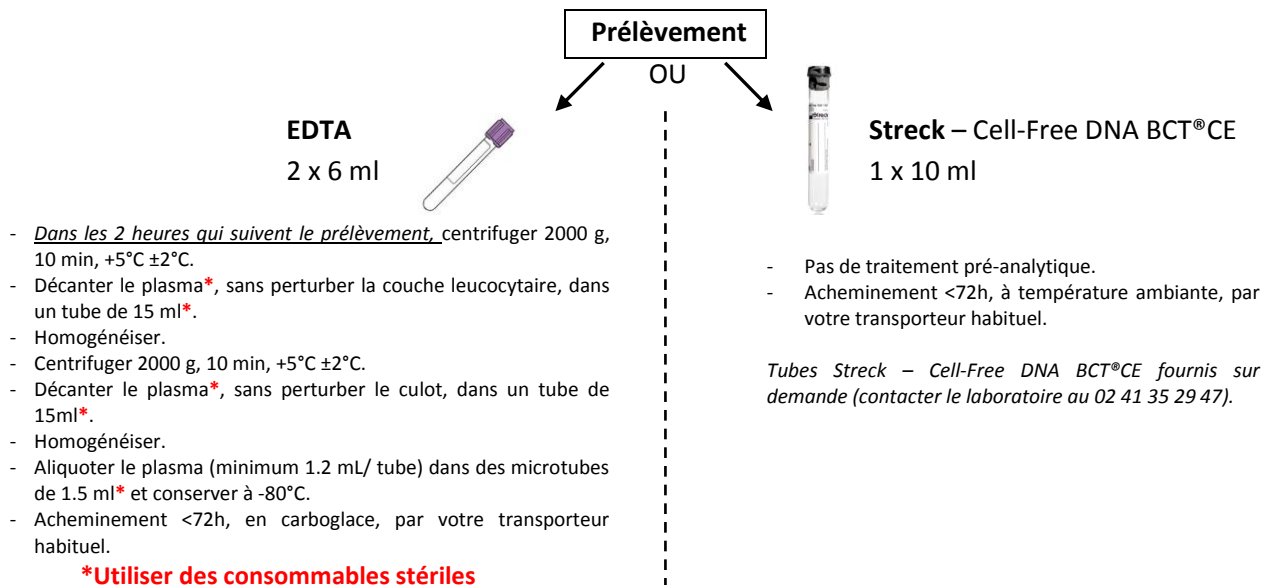 Prélèvement
OU
EDTA
2 x 6 ml
- Dans les 2 heures qui suivent le prélèvement, centrifuger 2000 g,
10 min, +5°C ±2°C.
- Décanter le plasma*, sans perturber la couche leucocytaire, dans
un tube de 15 ml*.
- Homogénéiser.
- Centrifuger 2000 g, 10 min, +5°C ±2°C.
- Décanter le plasma*, sans perturber le culot, dans un tube de
15ml*.
- Homogénéiser.
- Aliquoter le plasma (minimum 1.2 mL/ tube) dans des microtubes
de 1.5 ml* et conserver à -80°C.
- Acheminement <72h, en carboglace, par votre transporteur
habituel.
*Utiliser des consommables stériles
Streck – Cell-Free DNA BCT®CE
1 x 10 ml
- Pas de traitement pré-analytique.
- Acheminement <72h, à température ambiante, par
votre transporteur habituel.
Tubes Streck – Cell-Free DNA BCT®CE fournis sur
demande (contacter le laboratoire au 02 41 35 29 47).